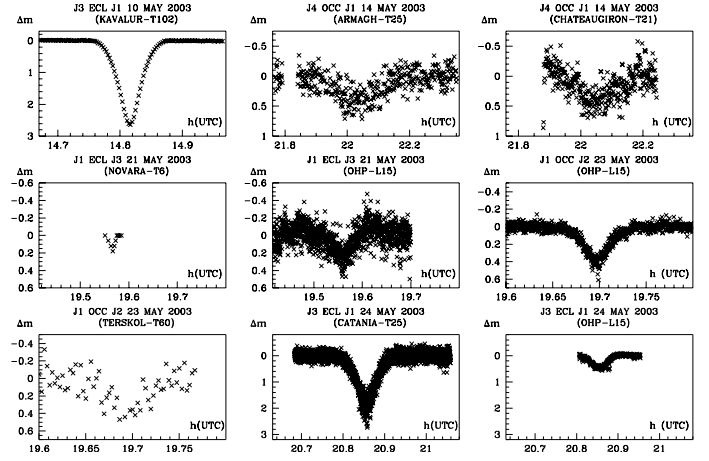 J3 ECL J1 10 MAY 2003
(KAVALUR-T102)
Δm
0
1
2
3
h(UTC)
14.7 14.8 14.9
J4 OCC J1 14 MAY 2003
(ARMAGH-T25)
Δm
-0.5
0
0.5
1
h(UTC)
21.8 22 22.2
J4 OCC J1 14 MAY 2003
(CHATEAUGIRON-T21)
Δm
-0.5
0
0.5
1
h(UTC)
21.8 22 22.2
J1 ECL J3 21 MAY 2003
(NOVARA-T6)
Δm
-0.6
-0.4
-0.2
0
0.2
0.4
0.6
h(UTC)
19.5 19.6 19.7
J1 ECL J3 21 MAY 2003
(OHP-L15)
Δm
-0.6
-0.4
-0.2
0
0.2
0.4
0.6
h(UTC)
19.5 19.6 19.7
J1 OCC J2 23 MAY 2003
(OHP-L15)
Δm
-0.4
-0.2
0
0.2
0.4
0.6
h(UTC)
19.6 19.65 19.7 19.75
J1 OCC J2 23 MAY 2003
(TERSKOL-T60)
Δm
-0.4
-0.2
0
0.2
0.4
0.6
h(UTC)
19.6 19.65 19.7 19.75
J3 ECL J1 24 MAY 2003
(CATANIA-T25)
Δm
0
1
2
3
h (UTC)
20.7 20.8 20.9 21
J3 ECL J1 24 MAY 2003
(OHP-L15)
Δm
0
1
2
3
h (UTC)
20.7 20.8 20.9 21